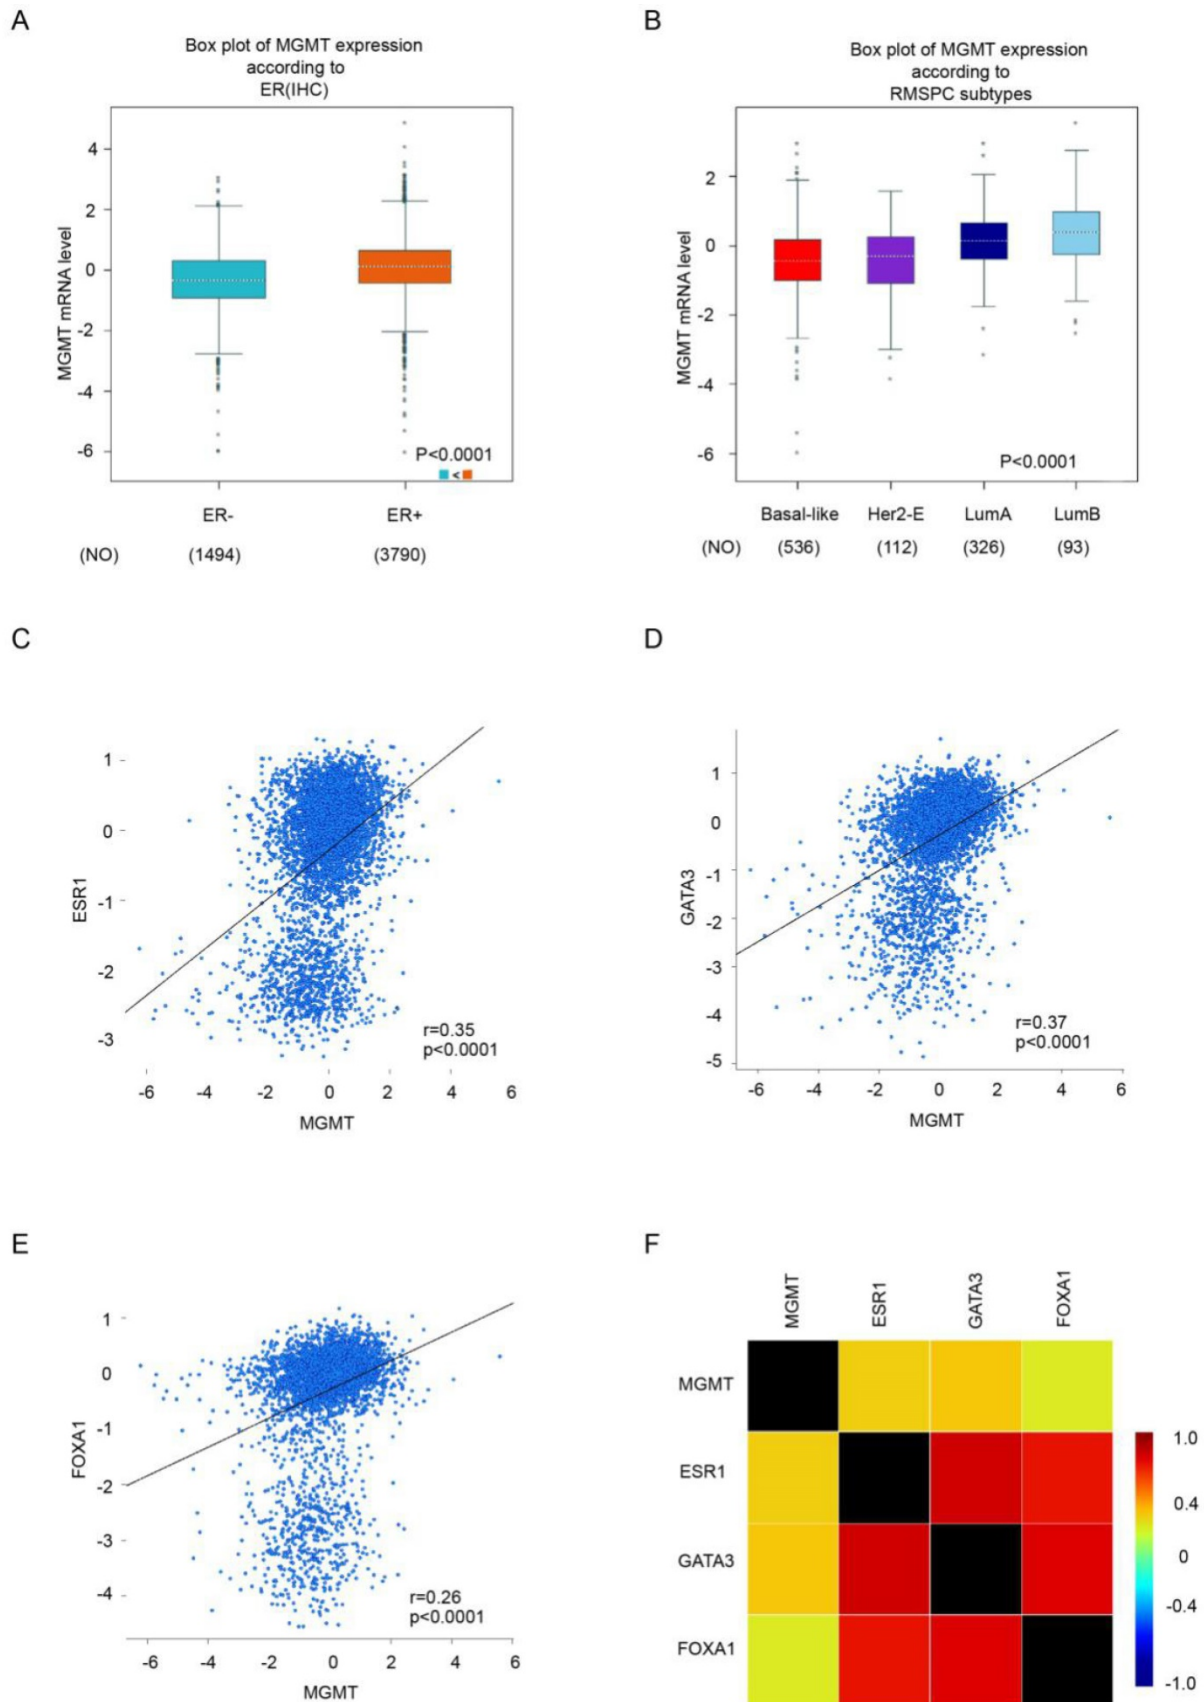 A
Box plot of MGMT expression
according to
ER(IHC)
MGMT mRNA level
4
2
0
-2
-4
-6
P<0.0001
<
ER-
ER+
(NO)
(1494)
(3790)
B
Box plot of MGMT expression
according to
RMSPC subtypes
MGMT mRNA level
2
0
-2
-4
-6
P<0.0001
Basal-like
Her2-E
LumA
LumB
(NO)
(536)
(112)
(326)
(93)
C
ESR1
1
0
-1
-2
-3
r=0.35
p<0.0001
-6
-4
-2
0
2
4
6
MGMT
D
GATA3
1
0
-1
-2
-3
-4
-5
r=0.37
p<0.0001
-6
-4
-2
0
2
4
6
MGMT
E
FOXA1
1
0
-1
-2
-3
-4
r=0.26
p<0.0001
-6
-4
-2
0
2
4
6
MGMT
F
MGMT
ESR1
GATA3
FOXA1
MGMT
ESR1
GATA3
FOXA1
1.0
0.4
0
-0.4
-1.0